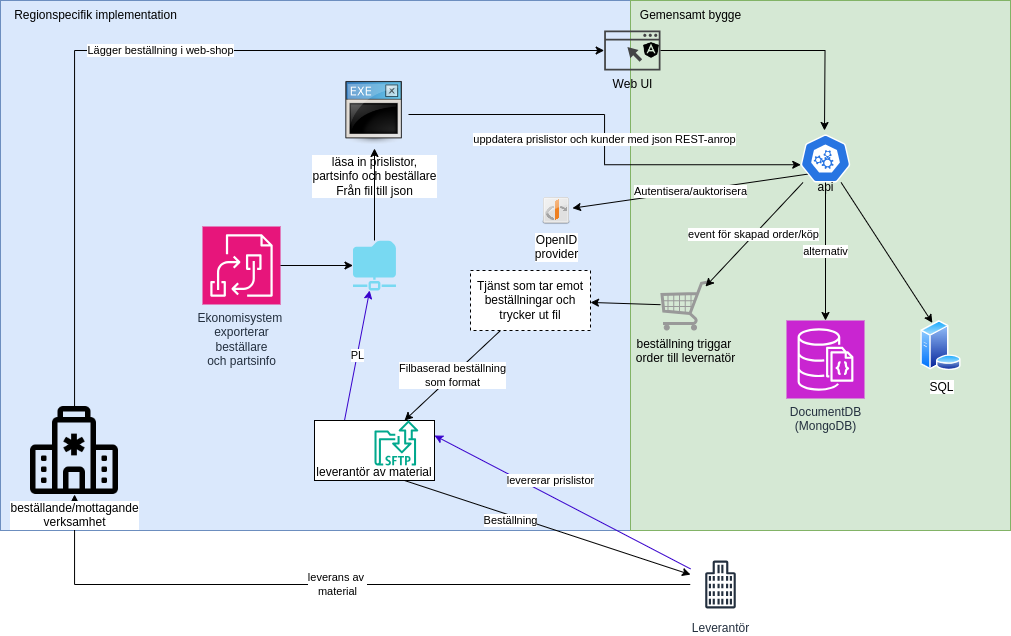 Regionspecifik implementation
Gemensamt bygge
Lägger beställning i web-shop
Web UI
EXE
uppdatera prislistor och kunder med json REST-anrop
läsa in prislistor,
partsinfo och beställare
Från fil till json
api
Autentisera/auktorisera
OpenID
provider
event för skapad order/köp
alternativ
Tjänst som tar emot
beställningar och
trycker ut fil
Ekonomisystem
exporterar
beställare
och partsinfo
beställning triggar
order till levernatör
PL
Filbaserad beställning
som format
SQL
DocumentDB
(MongoDB)
SFTP
leverantör av material
levererar prislistor
beställande/mottagande
verksamhet
Beställning
leverans av
material
Leverantör